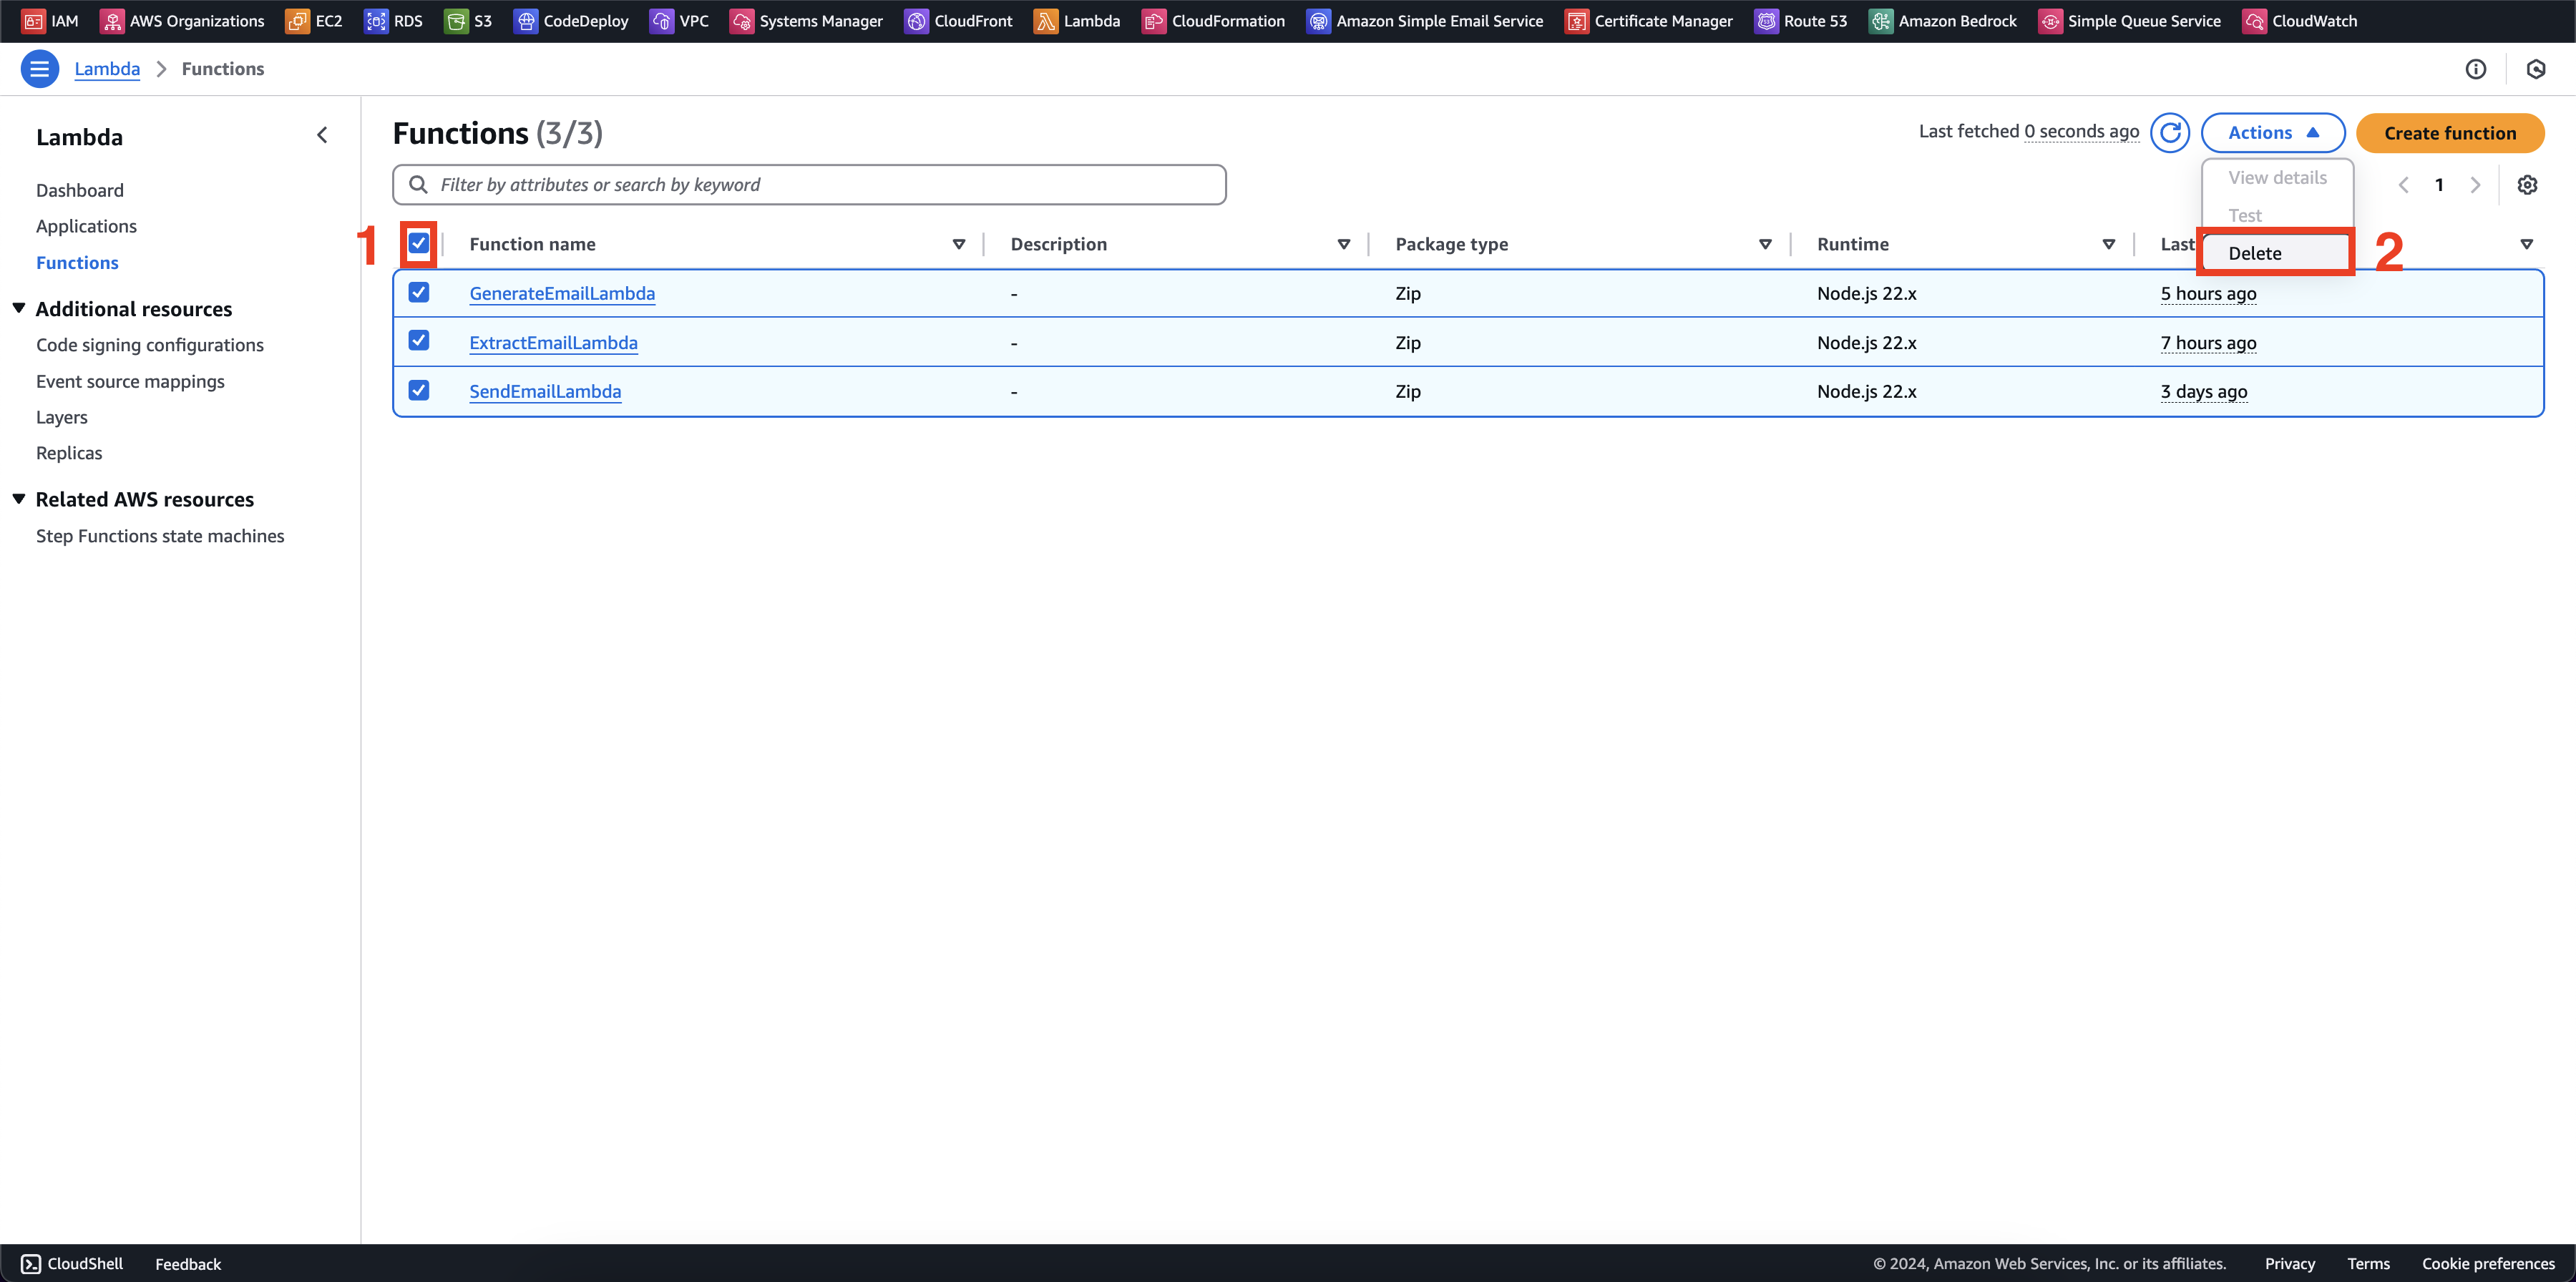 IAM AWS Organizations EC2 RDS S3 CodeDeploy VPC Systems Manager CloudFront Lambda CloudFormation Amazon Simple Email Service Certificate Manager Route 53 Amazon Bedrock Simple Queue Service CloudWatch
Lambda > Functions
Lambda
Dashboard
Applications
Functions
Additional resources
Code signing configurations
Event source mappings
Layers
Replicas
Related AWS resources
Step Functions state machines
Functions (3/3)
Last fetched 0 seconds ago
Actions
Create function
Filter by attributes or search by keyword
View details
Test
Delete
1
2
1
Function name Description Package type Runtime Last
GenerateEmailLambda - Zip Node.js 22.x 5 hours ago
ExtractEmailLambda - Zip Node.js 22.x 7 hours ago
SendEmailLambda - Zip Node.js 22.x 3 days ago
CloudShell Feedback © 2024, Amazon Web Services, Inc. or its affiliates. Privacy Terms Cookie preferences